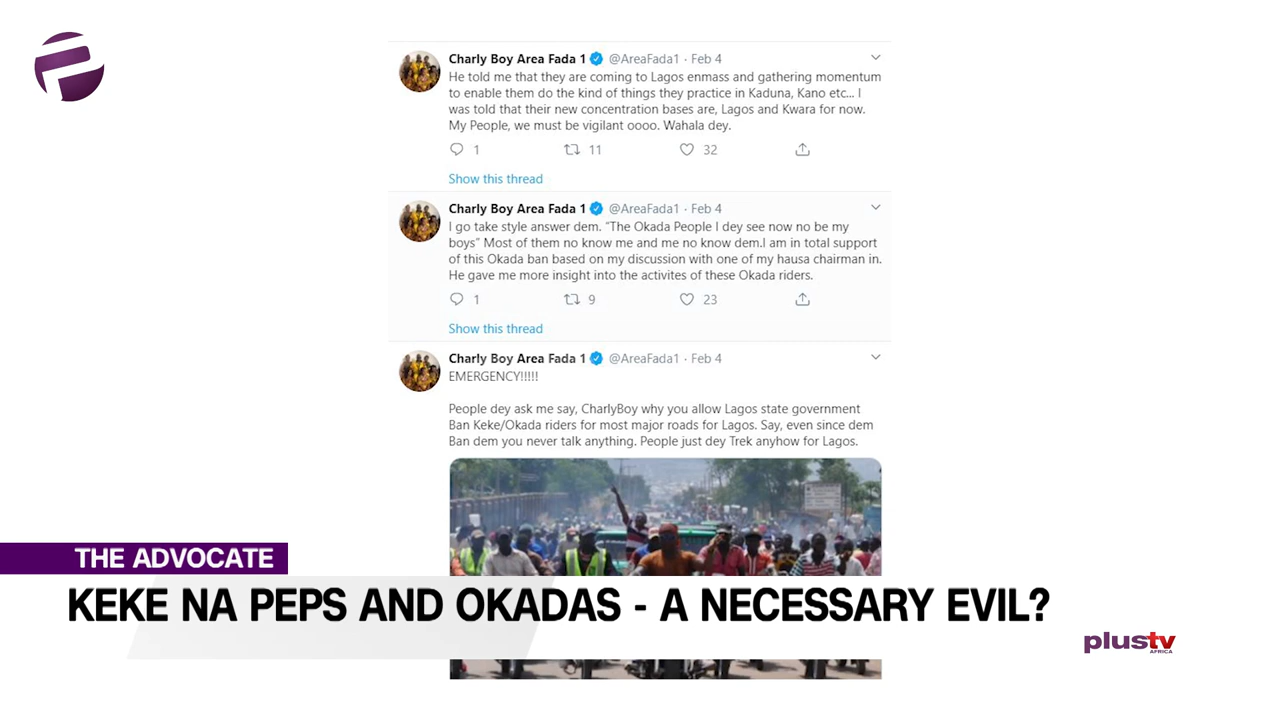 Charly Boy Area Fada 1 @AreaFada1 · Feb 4
He told me that they are coming to Lagos enmass and gathering momentum
to enable them do the kind of things they practice in Kaduna, Kano etc... I
was told that their new concentration bases are, Lagos and Kwara for now.
My People, we must be vigilant oooo. Wahala dey.
1 11 32
Show this thread
Charly Boy Area Fada 1 @AreaFada1 · Feb 4
I go take style answer dem. “The Okada People I dey see now no be my
boys” Most of them no know me and me no know dem.I am in total support
of this Okada ban based on my discussion with one of my hausa chairman in.
He gave me more insight into the activites of these Okada riders.
1 9 23
Show this thread
Charly Boy Area Fada 1 @AreaFada1 · Feb 4
EMERGENCY!!!!!
People dey ask me say, CharlyBoy why you allow Lagos state government
Ban Keke/Okada riders for most major roads for Lagos. Say, even since dem
Ban dem you never talk anything. People just dey Trek anyhow for Lagos.
THE ADVOCATE
KEKE NA PEPS AND OKADAS - A NECESSARY EVIL?
plustv
AFRICA